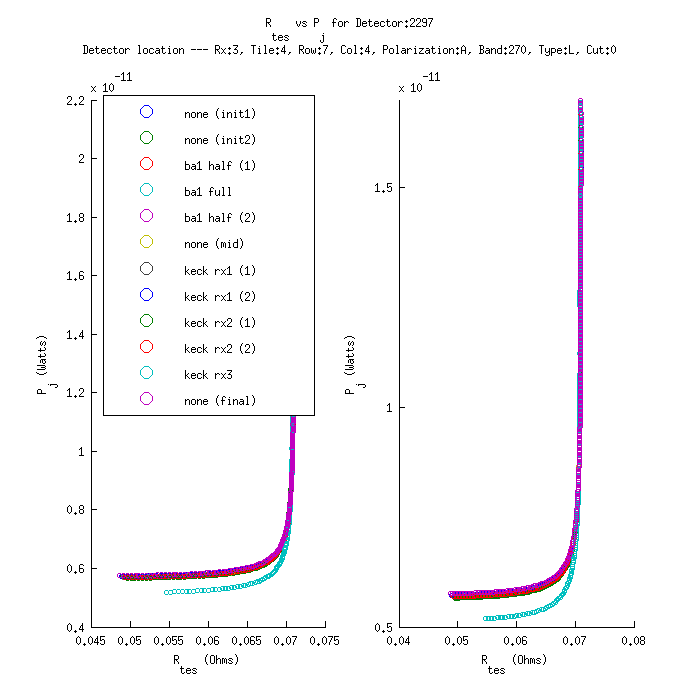 R    vs P  for Detector:2297
tes    j
Detector location --- Rx:3, Tile:4, Row:7, Col:4, Polarization:A, Band:270, Type:L, Cut:0
x 10^-11
2.2
2
1.8
1.6
1.4
1.2
1
0.8
0.6
0.4
P_j (Watts)
none (init1)
none (init2)
ba1 half (1)
ba1 full
ba1 half (2)
none (mid)
keck rx1 (1)
keck rx1 (2)
keck rx2 (1)
keck rx2 (2)
keck rx3
none (final)
0.045 0.05 0.055 0.06 0.065 0.07 0.075
R_tes (Ohms)
x 10^-11
1.5
1
0.5
P_j (Watts)
0.04 0.05 0.06 0.07 0.08
R_tes (Ohms)